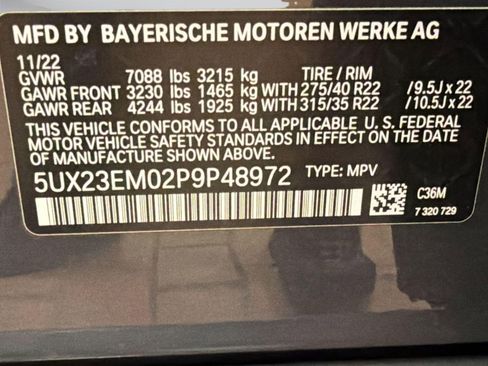 MFD BY BAYERISCHE MOTOREN WERKE AG
11/22
GVWR 7088 lbs 3215 kg TIRE / RIM
GAWR FRONT 3230 lbs 1465 kg WITH 275/40 R22 /9.5J x 22
GAWR REAR 4244 lbs 1925 kg WITH 315/35 R22 /10.5J x 22
THIS VEHICLE CONFORMS TO ALL APPLICABLE U. S. FEDERAL
MOTOR VEHICLE SAFETY STANDARDS IN EFFECT ON THE
DATE OF MANUFACTURE SHOWN ABOVE.
5UX23EM02P9P48972 TYPE: MPV
C36M
7 320 729